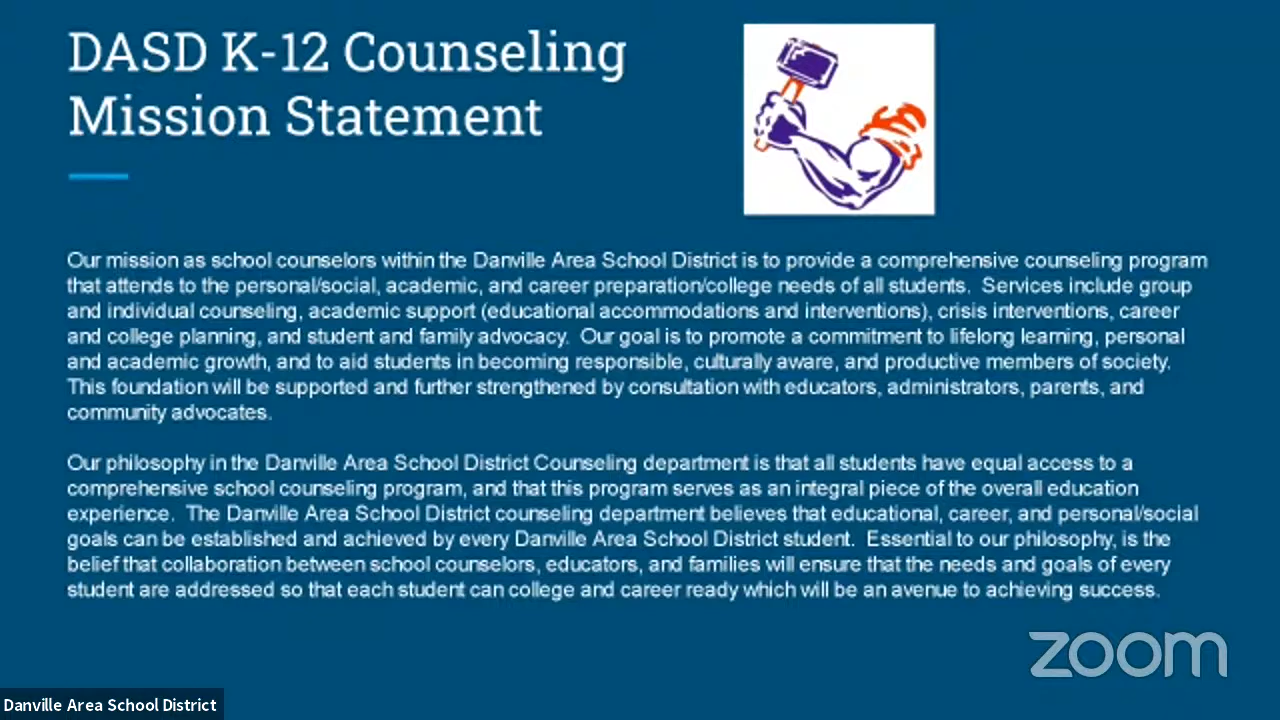 DASD K-12 Counseling
Mission Statement
Our mission as school counselors within the Danville Area School District is to provide a comprehensive counseling program
that attends to the personal/social, academic, and career preparation/college needs of all students.  Services include group
and individual counseling, academic support (educational accommodations and interventions), crisis interventions, career
and college planning, and student and family advocacy.  Our goal is to promote a commitment to lifelong learning, personal
and academic growth, and to aid students in becoming responsible, culturally aware, and productive members of society.
This foundation will be supported and further strengthened by consultation with educators, administrators, parents, and
community advocates.
Our philosophy in the Danville Area School District Counseling department is that all students have equal access to a
comprehensive school counseling program, and that this program serves as an integral piece of the overall education
experience.  The Danville Area School District counseling department believes that educational, career, and personal/social
goals can be established and achieved by every Danville Area School District student.  Essential to our philosophy, is the
belief that collaboration between school counselors, educators, and families will ensure that the needs and goals of every
student are addressed so that each student can college and career ready which will be an avenue to achieving success.
zoom
Danville Area School District